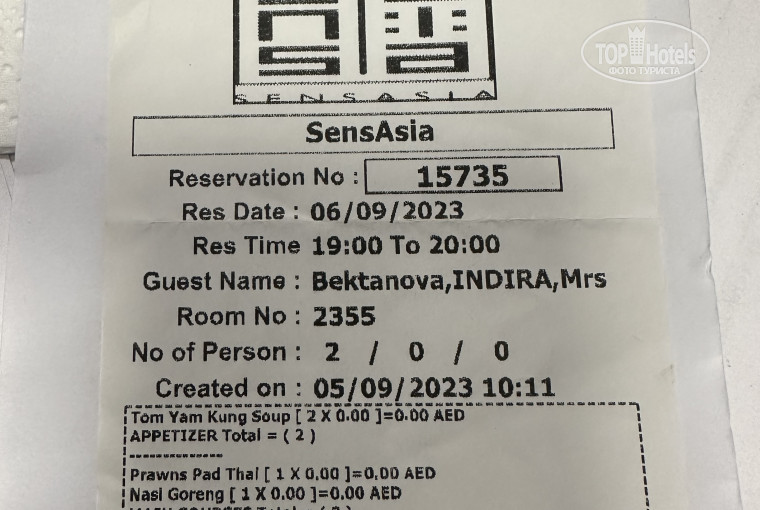 TOPHotels
ФОТО ТУРИСТА
SENSASIA
SensAsia
Reservation No : 15735
Res Date : 06/09/2023
Res Time 19:00 To 20:00
Guest Name : Bektanova,INDIRA,Mrs
Room No : 2355
No of Person : 2 / 0 / 0
Created on : 05/09/2023 10:11
Tom Yam Kung Soup [ 2 X 0.00 ]=0.00 AED
APPETIZER Total = ( 2 )
--------------
Prawns Pad Thai [ 1 X 0.00 ]=0.00 AED
Nasi Goreng [ 1 X 0.00 ]=0.00 AED